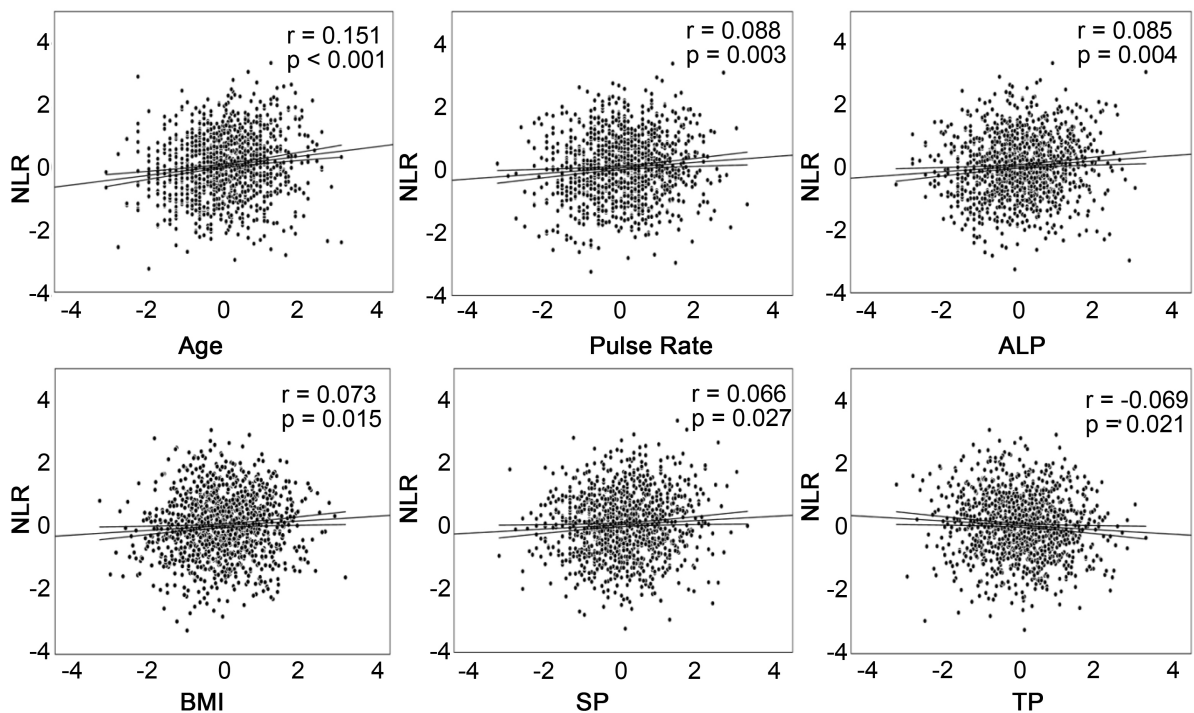 r = 0.151
p < 0.001
4
2
0
-2
-4
NLR
-4 -2 0 2 4
Age
r = 0.088
p = 0.003
4
2
0
-2
-4
NLR
-4 -2 0 2 4
Pulse Rate
r = 0.085
p = 0.004
4
2
0
-2
-4
NLR
-4 -2 0 2 4
ALP
r = 0.073
p = 0.015
4
2
0
-2
-4
NLR
-4 -2 0 2 4
BMI
r = 0.066
p = 0.027
4
2
0
-2
-4
NLR
-4 -2 0 2 4
SP
r = -0.069
p = 0.021
4
2
0
-2
-4
NLR
-4 -2 0 2 4
TP